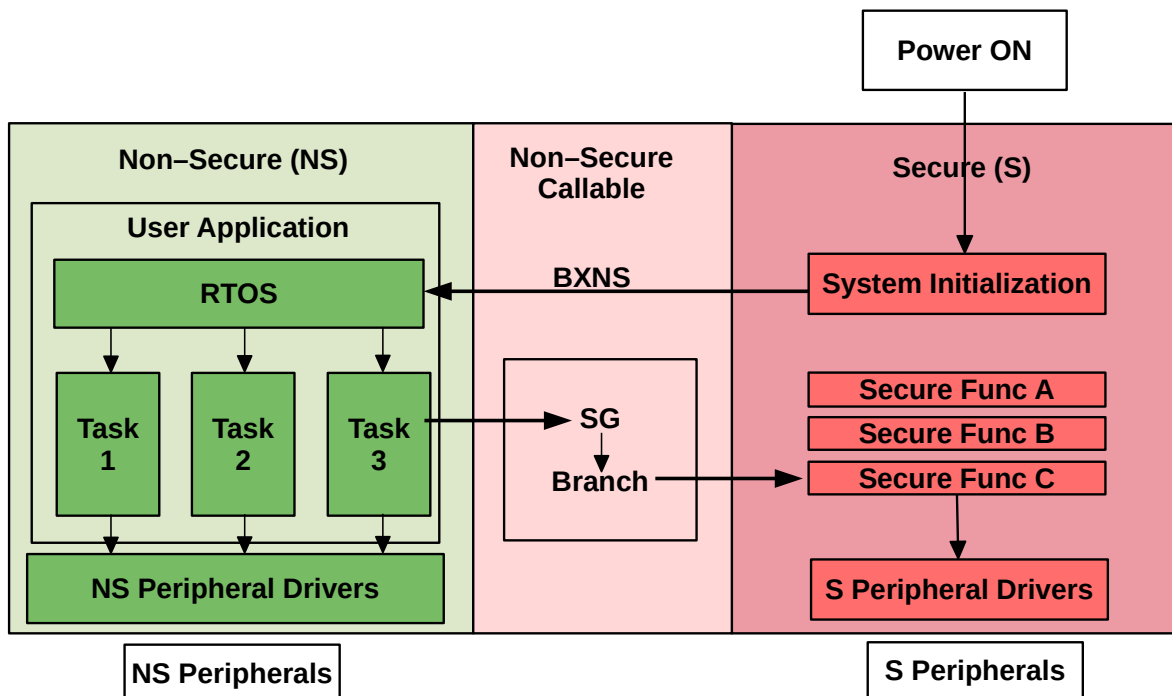 Power ON
Non–Secure (NS)
Non–Secure
Callable
Secure (S)
User Application
RTOS
BXNS
System Initialization
Task
1
Task
2
Task
3
SG
Branch
Secure Func A
Secure Func B
Secure Func C
NS Peripheral Drivers
S Peripheral Drivers
NS Peripherals
S Peripherals